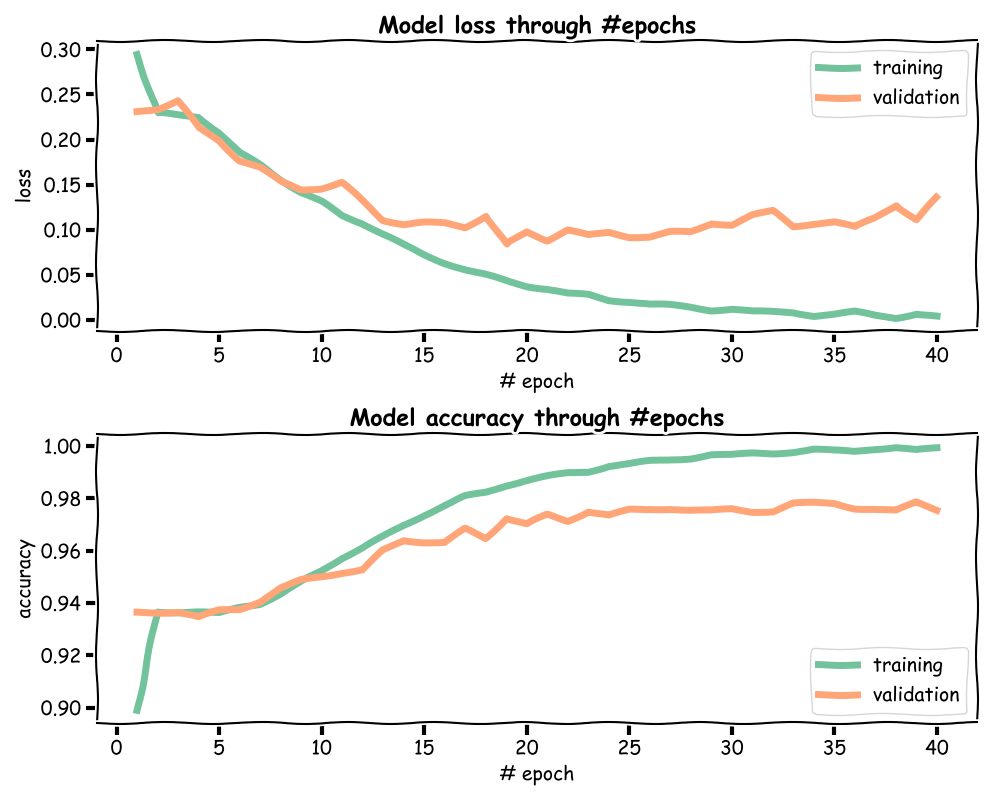 Model loss through #epochs
0.30
0.25
0.20
0.15
0.10
0.05
0.00
loss
training
validation
0 5 10 15 20 25 30 35 40
# epoch
Model accuracy through #epochs
1.00
0.98
0.96
0.94
0.92
0.90
accuracy
training
validation
0 5 10 15 20 25 30 35 40
# epoch